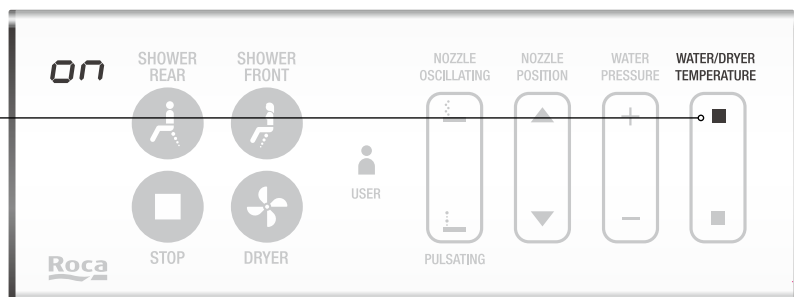 on
SHOWER
REAR
SHOWER
FRONT
NOZZLE
OSCILLATING
NOZZLE
POSITION
WATER
PRESSURE
WATER/DRYER
TEMPERATURE
USER
STOP
DRYER
PULSATING
Roca